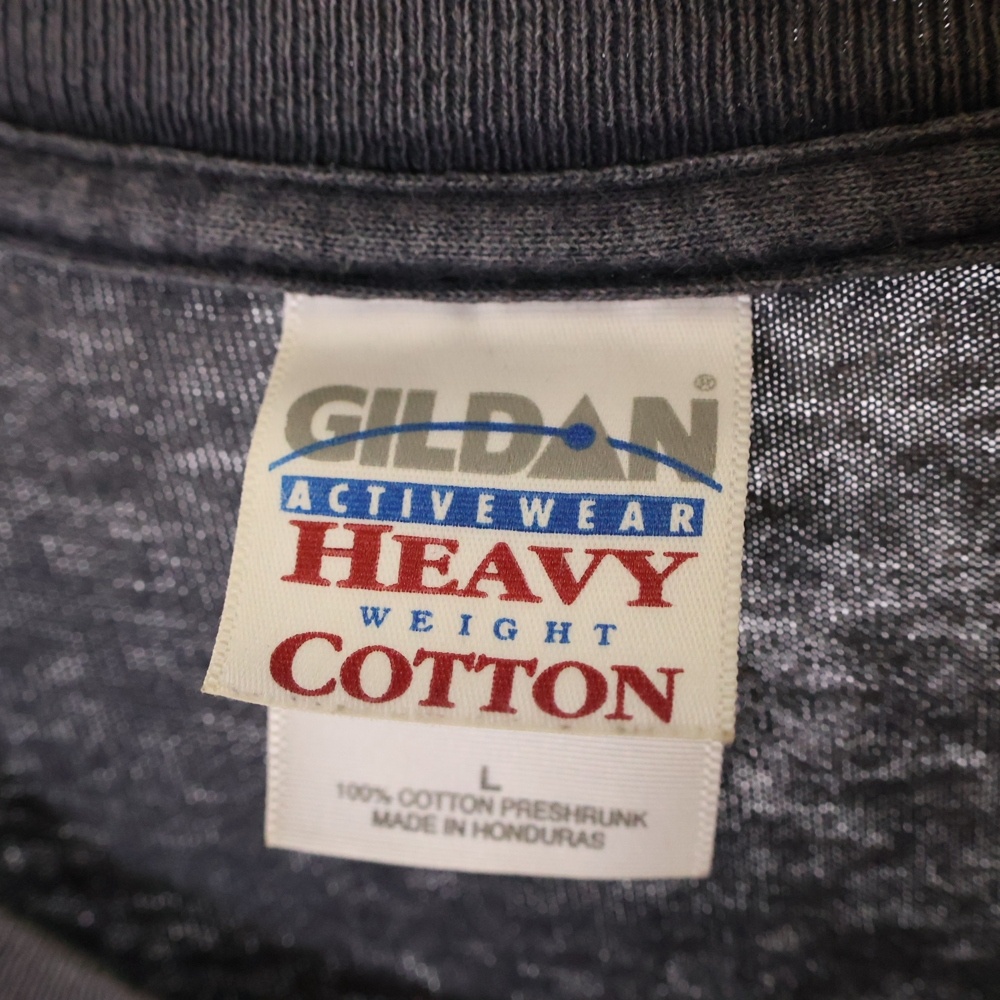 GILDAN®
ACTIVEWEAR
HEAVY
WEIGHT
COTTON
L
100% COTTON PRESHRUNK
MADE IN HONDURAS